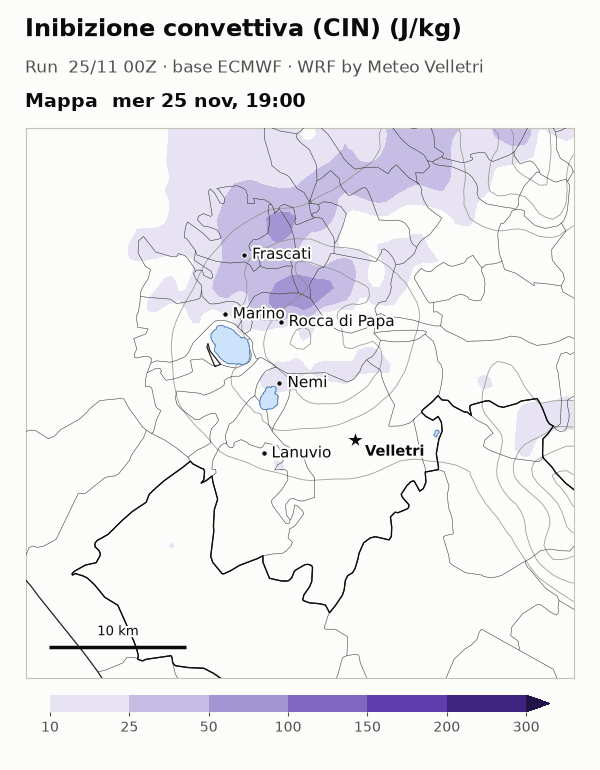 Inibizione convettiva (CIN) (J/kg)
Run  25/11 00Z · base ECMWF · WRF by Meteo Velletri
Mappa  mer 25 nov, 19:00
Frascati
Marino
Rocca di Papa
Nemi
Velletri
Lanuvio
10 km
10 25 50 100 150 200 300